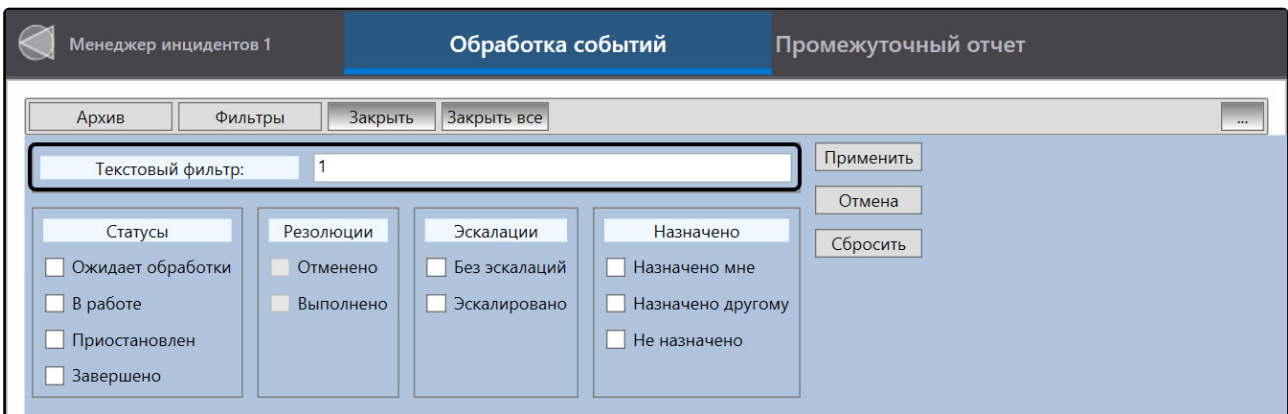 Менеджер инцидентов 1
Обработка событий
Промежуточный отчет
Архив
Фильтры
Закрыть
Закрыть все
...
Текстовый фильтр:
1
Применить
Отмена
Сбросить
Статусы
Ожидает обработки
В работе
Приостановлен
Завершено
Резолюции
Отменено
Выполнено
Эскалации
Без эскалаций
Эскалировано
Назначено
Назначено мне
Назначено другому
Не назначено